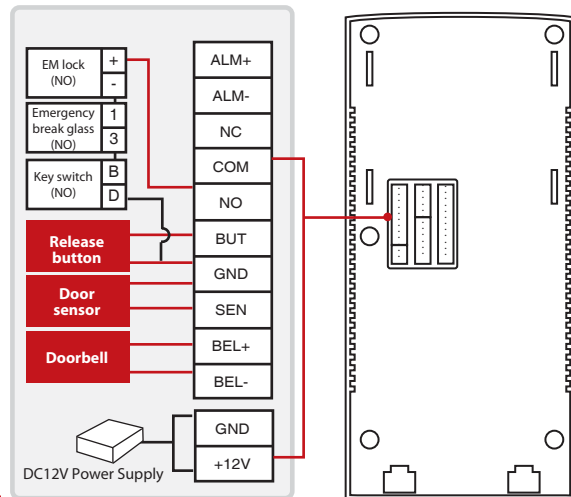 EM lock
(NO)
+
-
Emergency
break glass
(NO)
1
3
Key switch
(NO)
B
D
Release
button
Door
sensor
Doorbell
DC12V Power Supply
ALM+
ALM-
NC
COM
NO
BUT
GND
SEN
BEL+
BEL-
GND
+12V